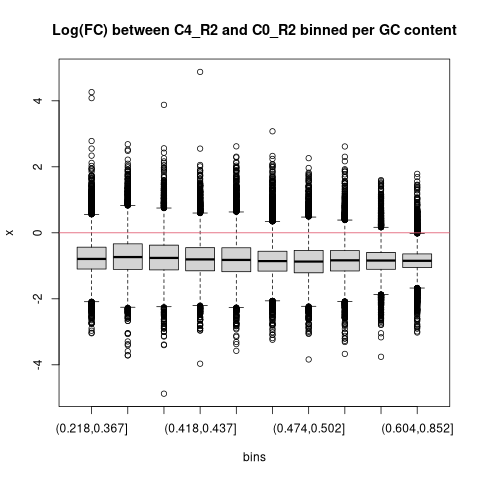 Log(FC) between C4_R2 and C0_R2 binned per GC content
4
2
0
-2
-4
x
(0.218,0.367] (0.418,0.437] (0.474,0.502] (0.604,0.852]
bins